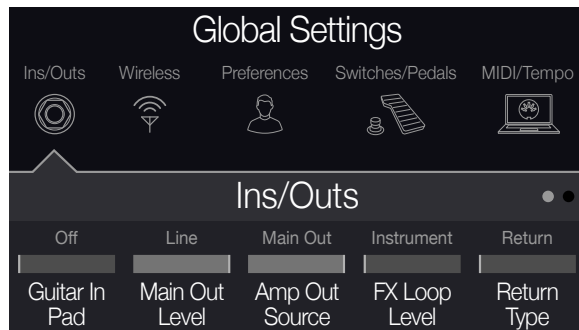 Global Settings
Ins/Outs Wireless Preferences Switches/Pedals MIDI/Tempo
Ins/Outs
Off Line Main Out Instrument Return
Guitar In Main Out Amp Out FX Loop Return
Pad Level Source Level Type